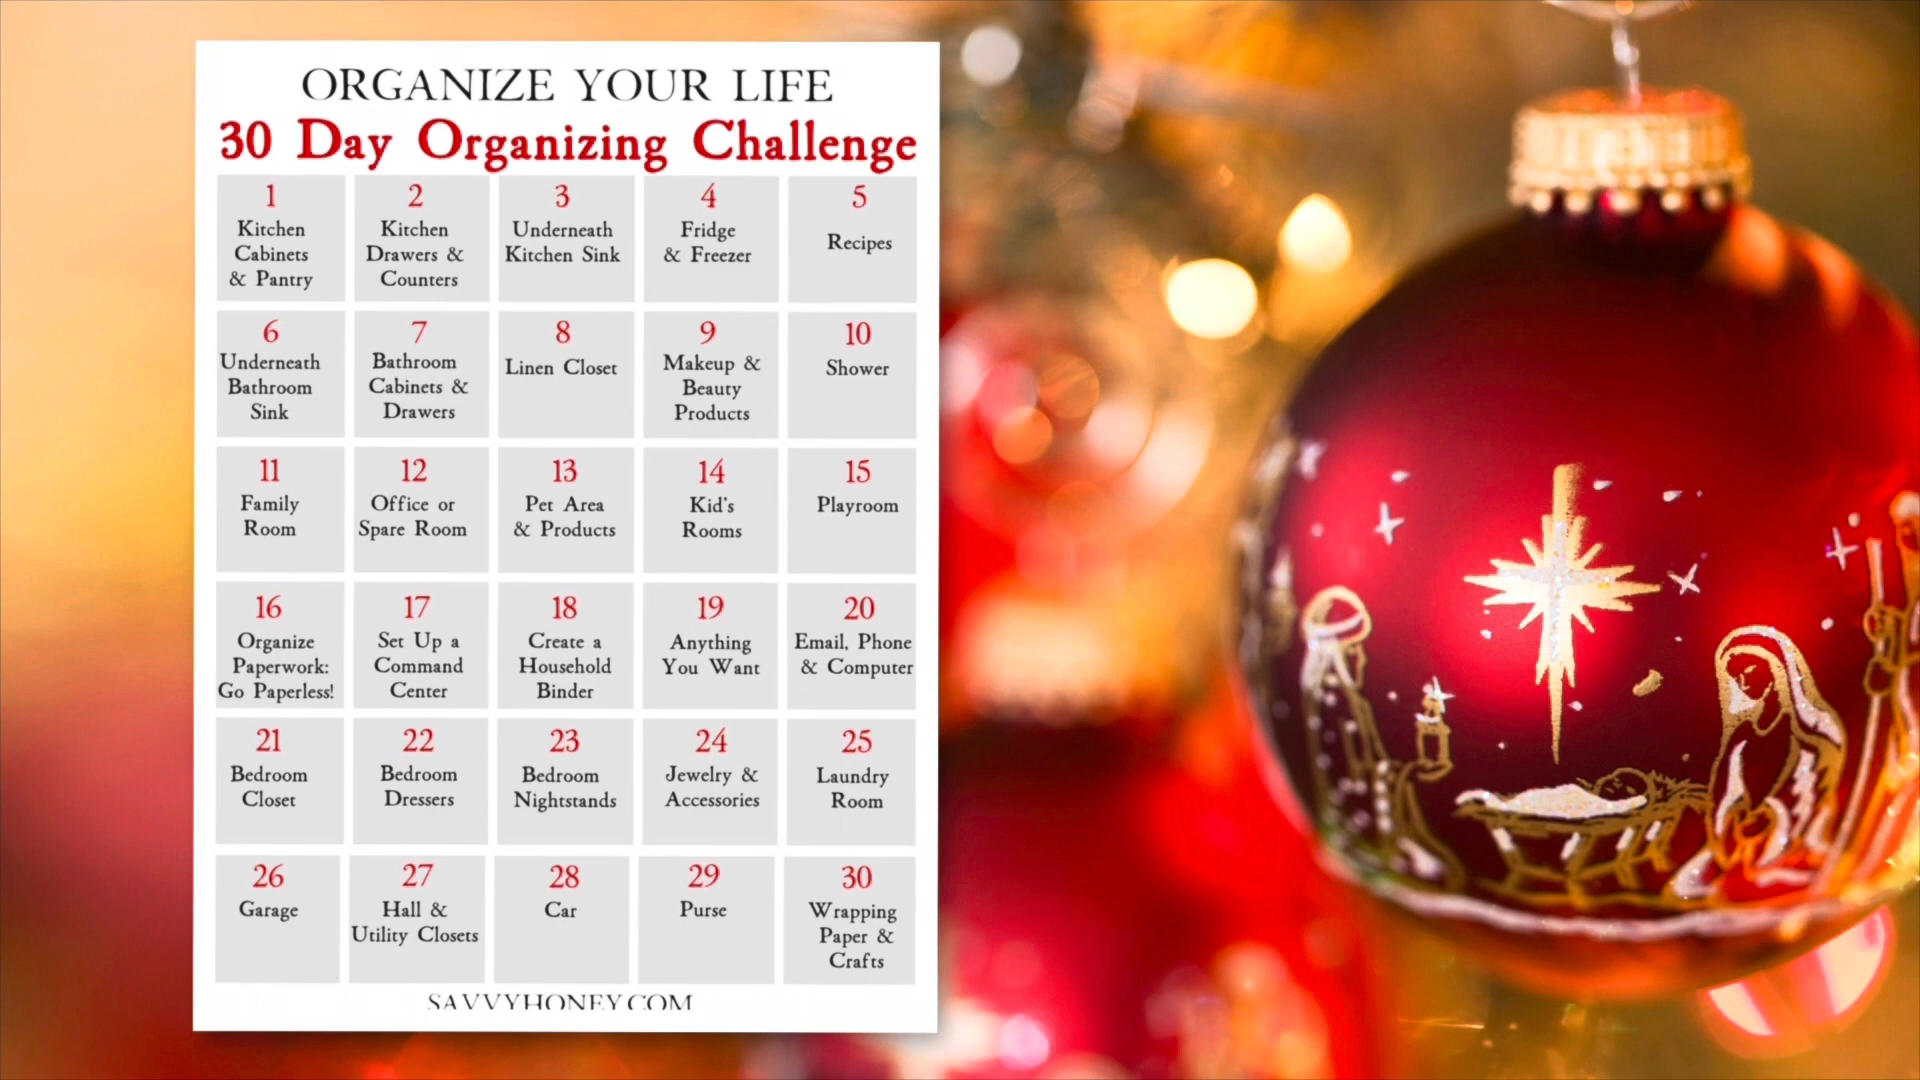 ORGANIZE YOUR LIFE
30 Day Organizing Challenge
1
Kitchen
Cabinets
& Pantry
2
Kitchen
Drawers &
Counters
3
Underneath
Kitchen Sink
4
Fridge
& Freezer
5
Recipes
6
Underneath
Bathroom
Sink
7
Bathroom
Cabinets &
Drawers
8
Linen Closet
9
Makeup &
Beauty
Products
10
Shower
11
Family
Room
12
Office or
Spare Room
13
Pet Area
& Products
14
Kid's
Rooms
15
Playroom
16
Organize
Paperwork:
Go Paperless!
17
Set Up a
Command
Center
18
Create a
Household
Binder
19
Anything
You Want
20
Email, Phone
& Computer
21
Bedroom
Closet
22
Bedroom
Dressers
23
Bedroom
Nightstands
24
Jewelry &
Accessories
25
Laundry
Room
26
Garage
27
Hall &
Utility Closets
28
Car
29
Purse
30
Wrapping
Paper &
Crafts
SAVVYHONEY.COM